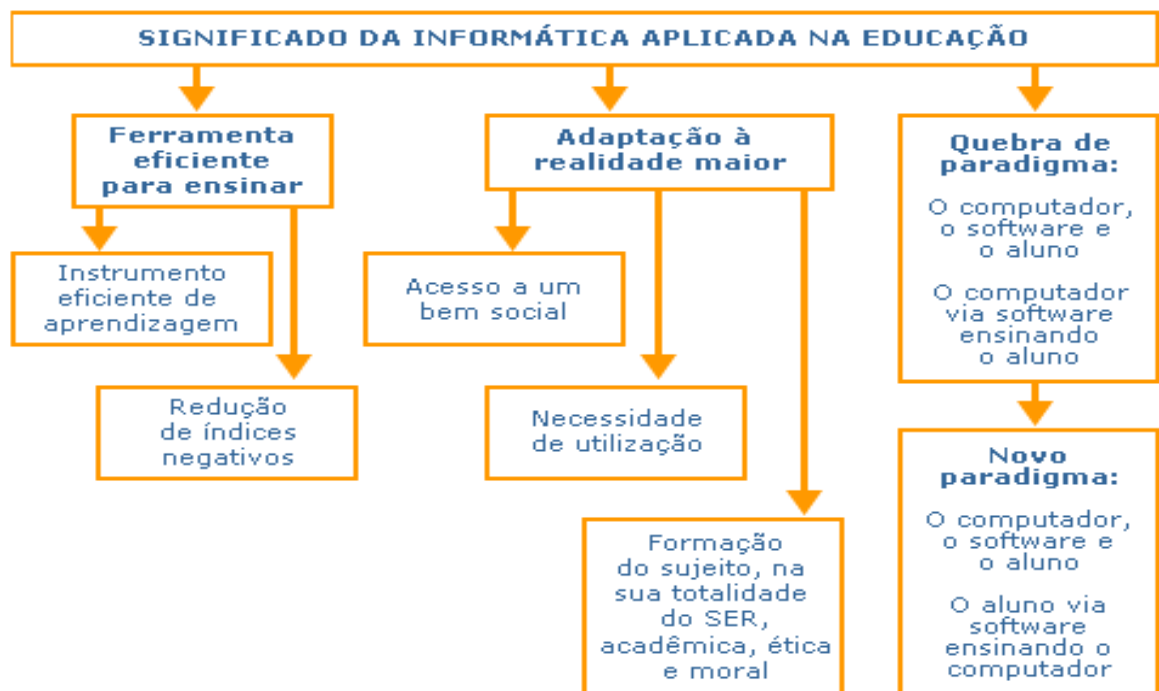 SIGNIFICADO DA INFORMÁTICA APLICADA NA EDUCAÇÃO
Ferramenta
eficiente
para ensinar
Instrumento
eficiente de
aprendizagem
Redução
de índices
negativos
Adaptação à
realidade maior
Acesso a um
bem social
Necessidade
de utilização
Formação
do sujeito, na
sua totalidade
do SER,
acadêmica, ética
e moral
Quebra de
paradigma:
O computador,
o software e
o aluno
O computador
via software
ensinando
o aluno
Novo
paradigma:
O computador,
o software e
o aluno
O aluno via
software
ensinando o
computador